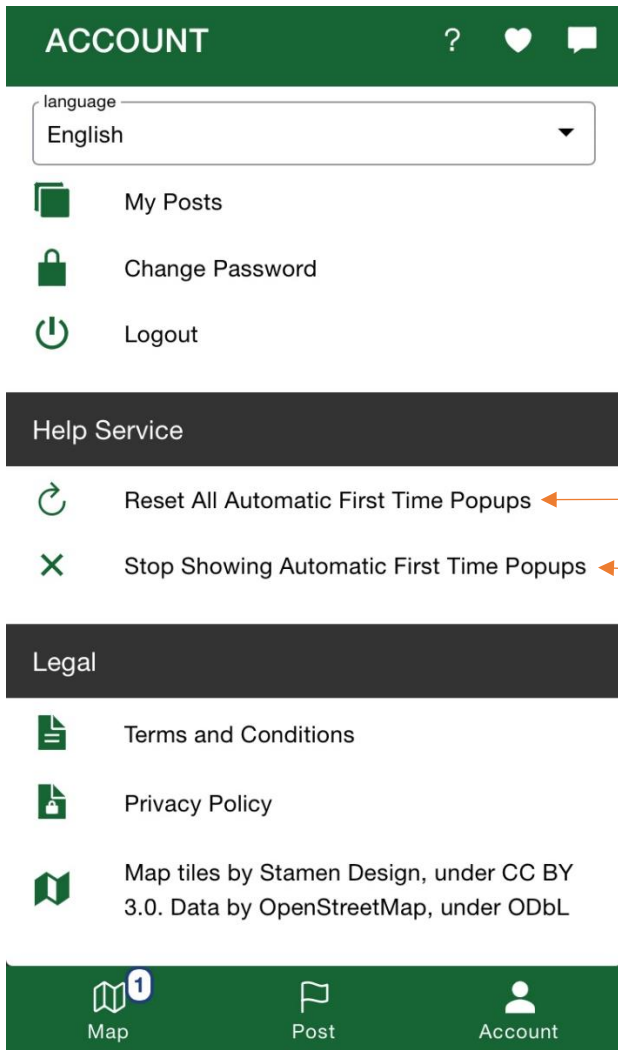 ACCOUNT ?
language
English
My Posts
Change Password
Logout
Help Service
Reset All Automatic First Time Popups
Stop Showing Automatic First Time Popups
Legal
Terms and Conditions
Privacy Policy
Map tiles by Stamen Design, under CC BY
3.0. Data by OpenStreetMap, under ODbL
1
Map Post Account